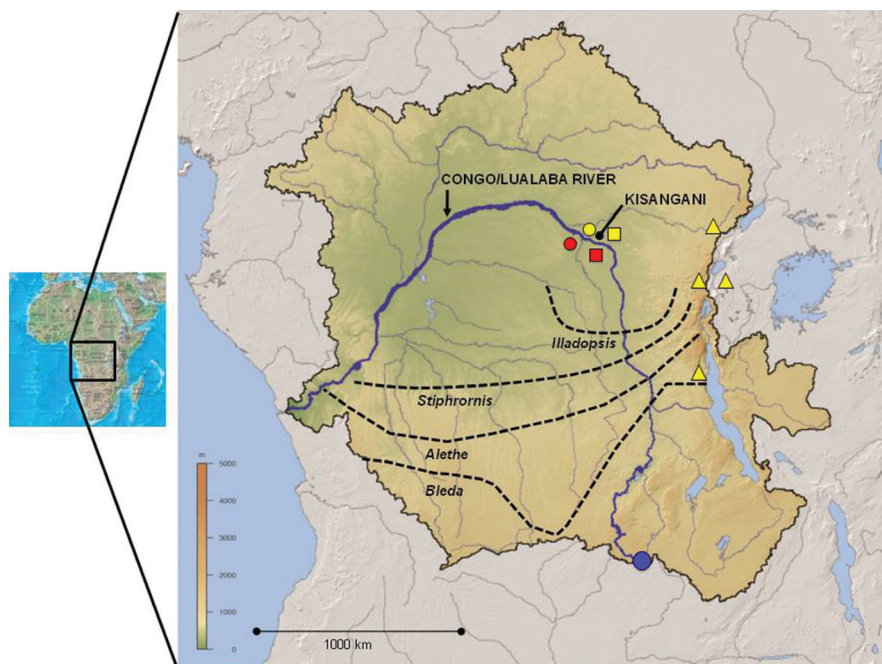 CONGO/LUALABA RIVER
KISANGANI
Illadopsis
Stiphrornis
Alethe
Bleda
m
5000
4000
3000
2000
1000
0
1000 km